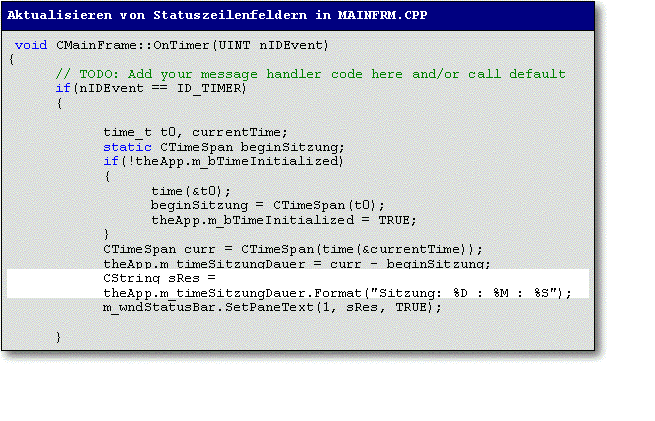 Aktualisieren von Statuszeilenfeldern in MAINFRM.CPP
void CMainFrame::OnTimer(UINT nIDEvent)
{
// TODO: Add your message handler code here and/or call default
if(nIDEvent == ID_TIMER)
{
time_t t0, currentTime;
static CTimeSpan beginSitzung;
if(!theApp.m_bTimeInitialized)
{
time(&t0);
beginSitzung = CTimeSpan(t0);
theApp.m_bTimeInitialized = TRUE;
}
CTimeSpan curr = CTimeSpan(time(&currentTime));
theApp.m_timeSitzungDauer = curr - beginSitzung;
CString sRes =
theApp.m_timeSitzungDauer.Format("Sitzung: %D : %M : %S");
m_wndStatusBar.SetPaneText(1, sRes, TRUE);
}